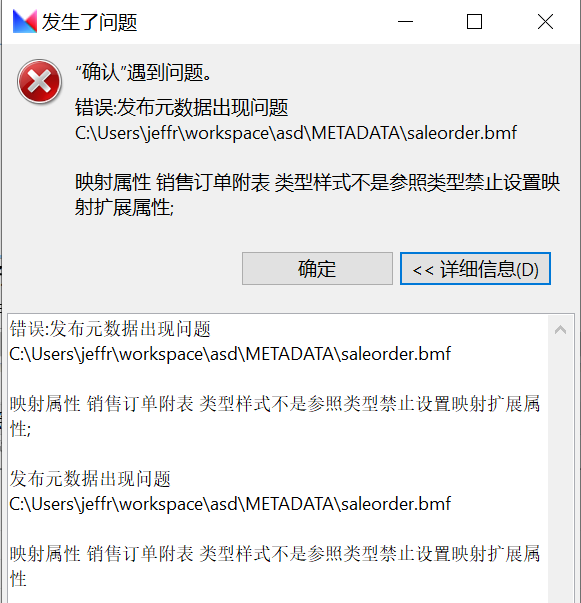 发生了问题
“确认”遇到问题。
错误:发布元数据出现问题
C:\Users\jeffr\workspace\asd\METADATA\saleorder.bmf
映射属性 销售订单附表 类型样式不是参照类型禁止设置映
射扩展属性;
确定
<< 详细信息(D)
错误:发布元数据出现问题
C:\Users\jeffr\workspace\asd\METADATA\saleorder.bmf
映射属性 销售订单附表 类型样式不是参照类型禁止设置映射扩展属
性;
发布元数据出现问题
C:\Users\jeffr\workspace\asd\METADATA\saleorder.bmf
映射属性 销售订单附表 类型样式不是参照类型禁止设置映射扩展属
性